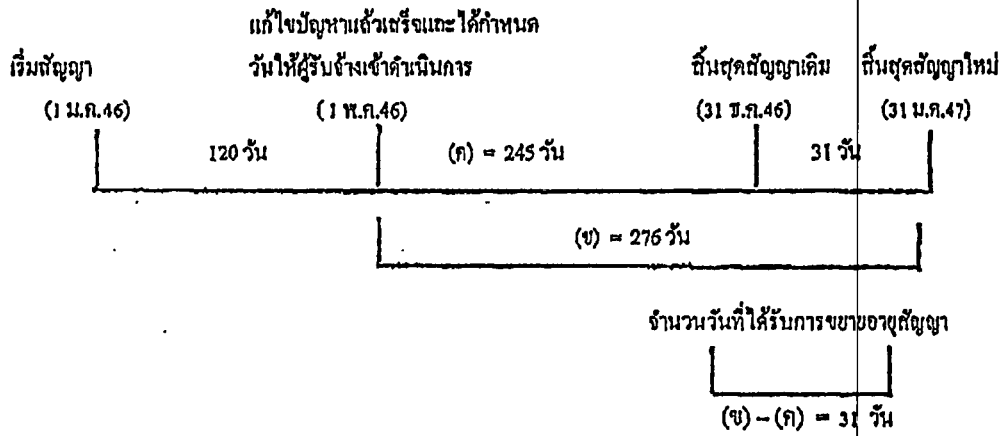 แก้ไขปัญหาแล้วเสร็จและได้กำหนด
เริ่มสัญญา วันให้ผู้รับจ้างเข้าดำเนินการ สิ้นสุดสัญญาเดิม สิ้นสุดสัญญาใหม่
(1 ม.ค.46) (1 พ.ค.46) (31 ธ.ค.46) (31 ม.ค.47)
120 วัน (ค) = 245 วัน 31 วัน
(ข) = 276 วัน
จำนวนวันที่ได้รับการขยายอายุสัญญา
(ข) – (ค) = 31 วัน